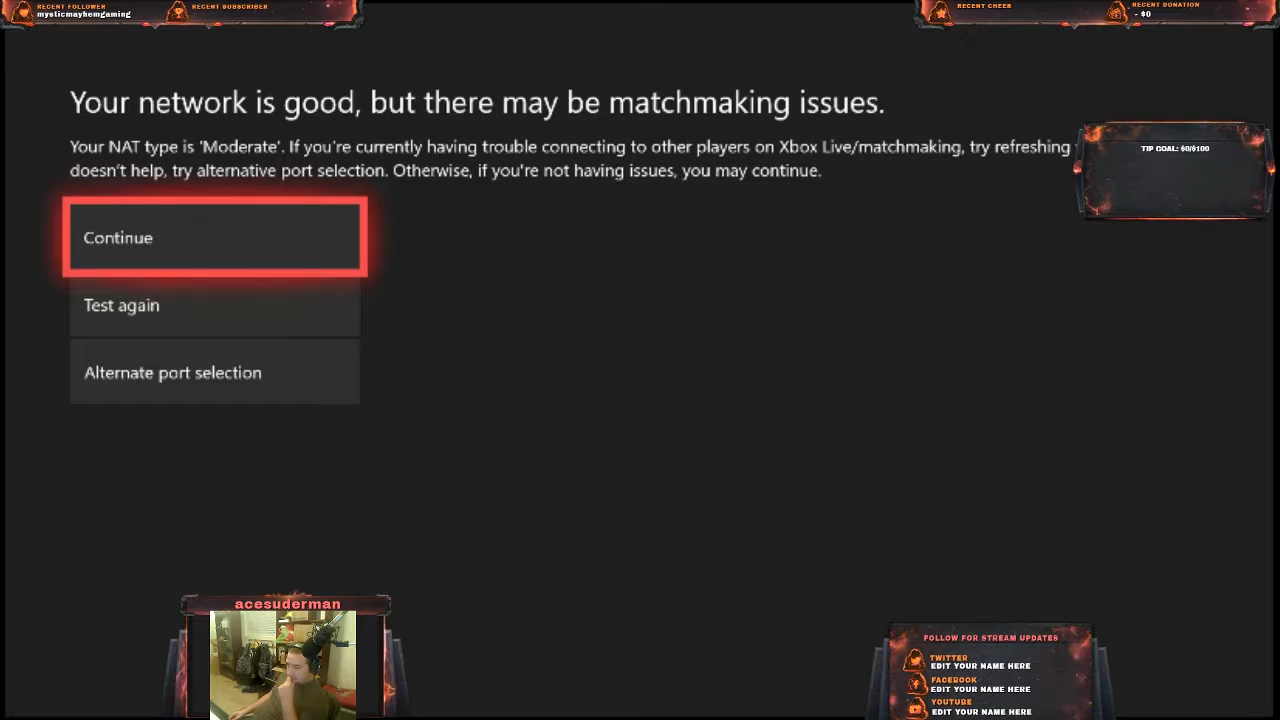 RECENT FOLLOWER
mysticmayhemgaming
RECENT SUBSCRIBER
RECENT CHEER
RECENT DONATION
- $0
Your network is good, but there may be matchmaking issues.
Your NAT type is 'Moderate'. If you're currently having trouble connecting to other players on Xbox Live/matchmaking, try refreshing
doesn't help, try alternative port selection. Otherwise, if you're not having issues, you may continue.
TIP GOAL: $0/$100
Continue
Test again
Alternate port selection
acesuderman
FOLLOW FOR STREAM UPDATES
TWITTER
EDIT YOUR NAME HERE
FACEBOOK
EDIT YOUR NAME HERE
YOUTUBE
EDIT YOUR NAME HERE